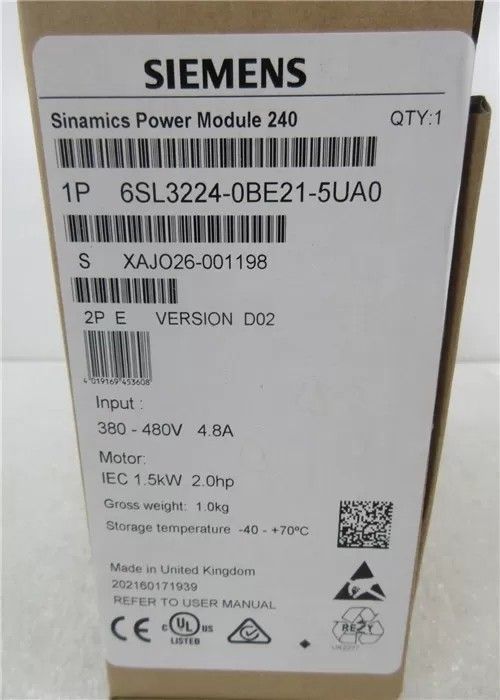 SIEMENS
Sinamics Power Module 240 QTY:1
1P 6SL3224-0BE21-5UA0
S XAJO26-001198
2P E VERSION D02
4 019169 453608
Input :
380 - 480V 4.8A
Motor:
IEC 1.5kW 2.0hp
Gross weight: 1.0kg
Storage temperature -40 - +70ºC
Made in United Kingdom
202160171939
REFER TO USER MANUAL
CE c UL US
LISTED
RE2Y